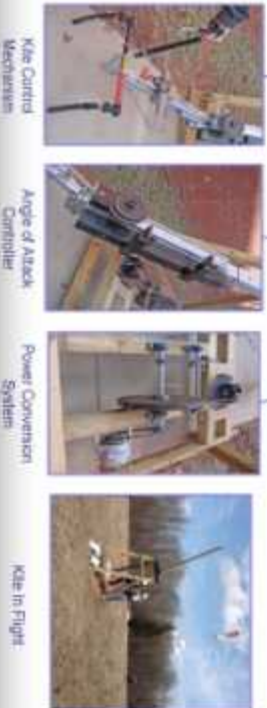 Kite Control
Mechanism
Angle of Attack
Controller
Power Conversion
System
Kite In Flight